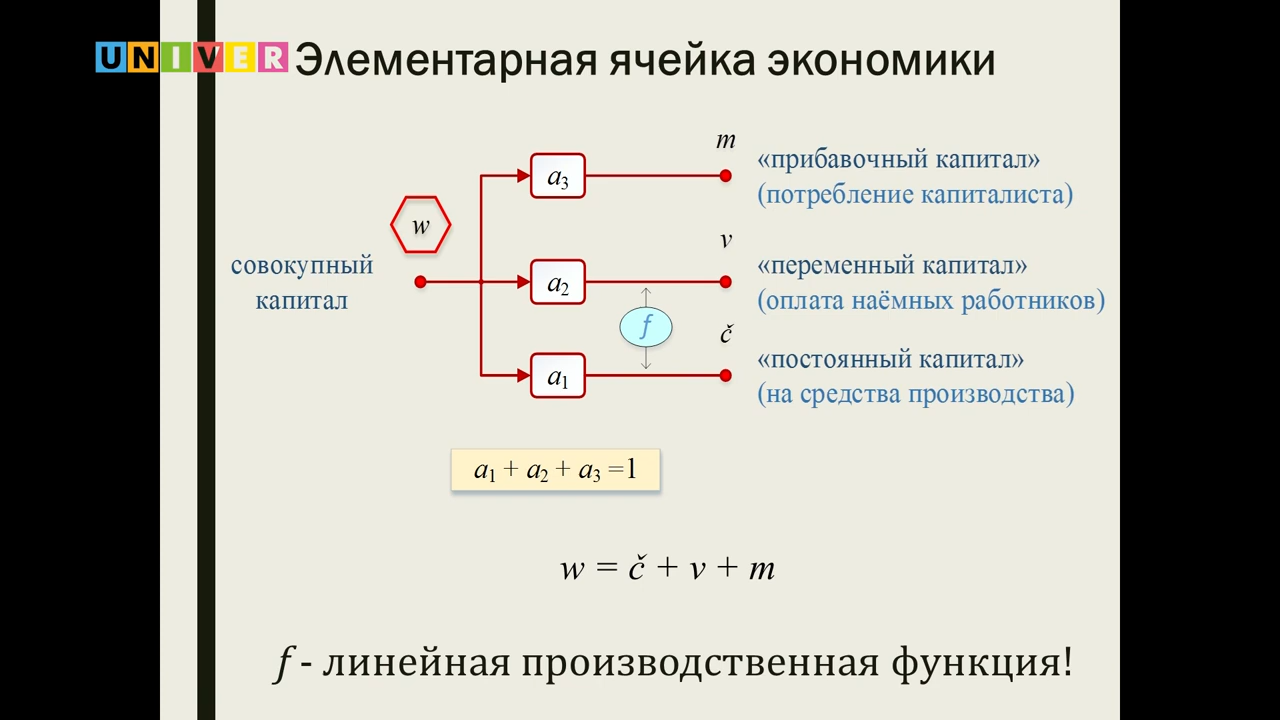 UNIVER
Элементарная ячейка экономики
m
«прибавочный капитал»
(потребление капиталиста)
a3
w
v
совокупный
капитал
a2
«переменный капитал»
(оплата наёмных работников)
f
č
a1
«постоянный капитал»
(на средства производства)
a1 + a2 + a3 =1
w = č + v + m
f - линейная производственная функция!